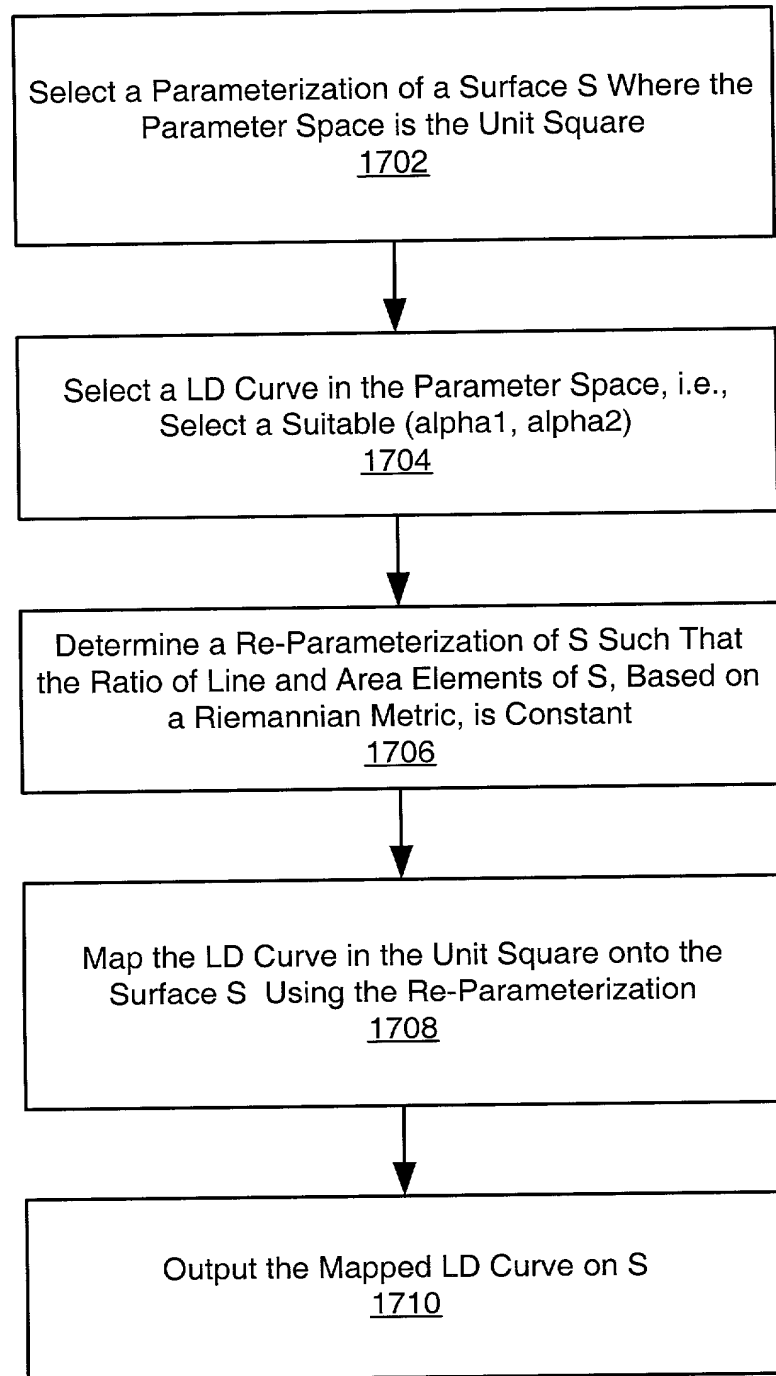 Select a Parameterization of a Surface S Where the
Parameter Space is the Unit Square
1702
Select a LD Curve in the Parameter Space, i.e.,
Select a Suitable (alpha1, alpha2)
1704
Determine a Re-Parameterization of S Such That
the Ratio of Line and Area Elements of S, Based on
a Riemannian Metric, is Constant
1706
Map the LD Curve in the Unit Square onto the
Surface S Using the Re-Parameterization
1708
Output the Mapped LD Curve on S
1710